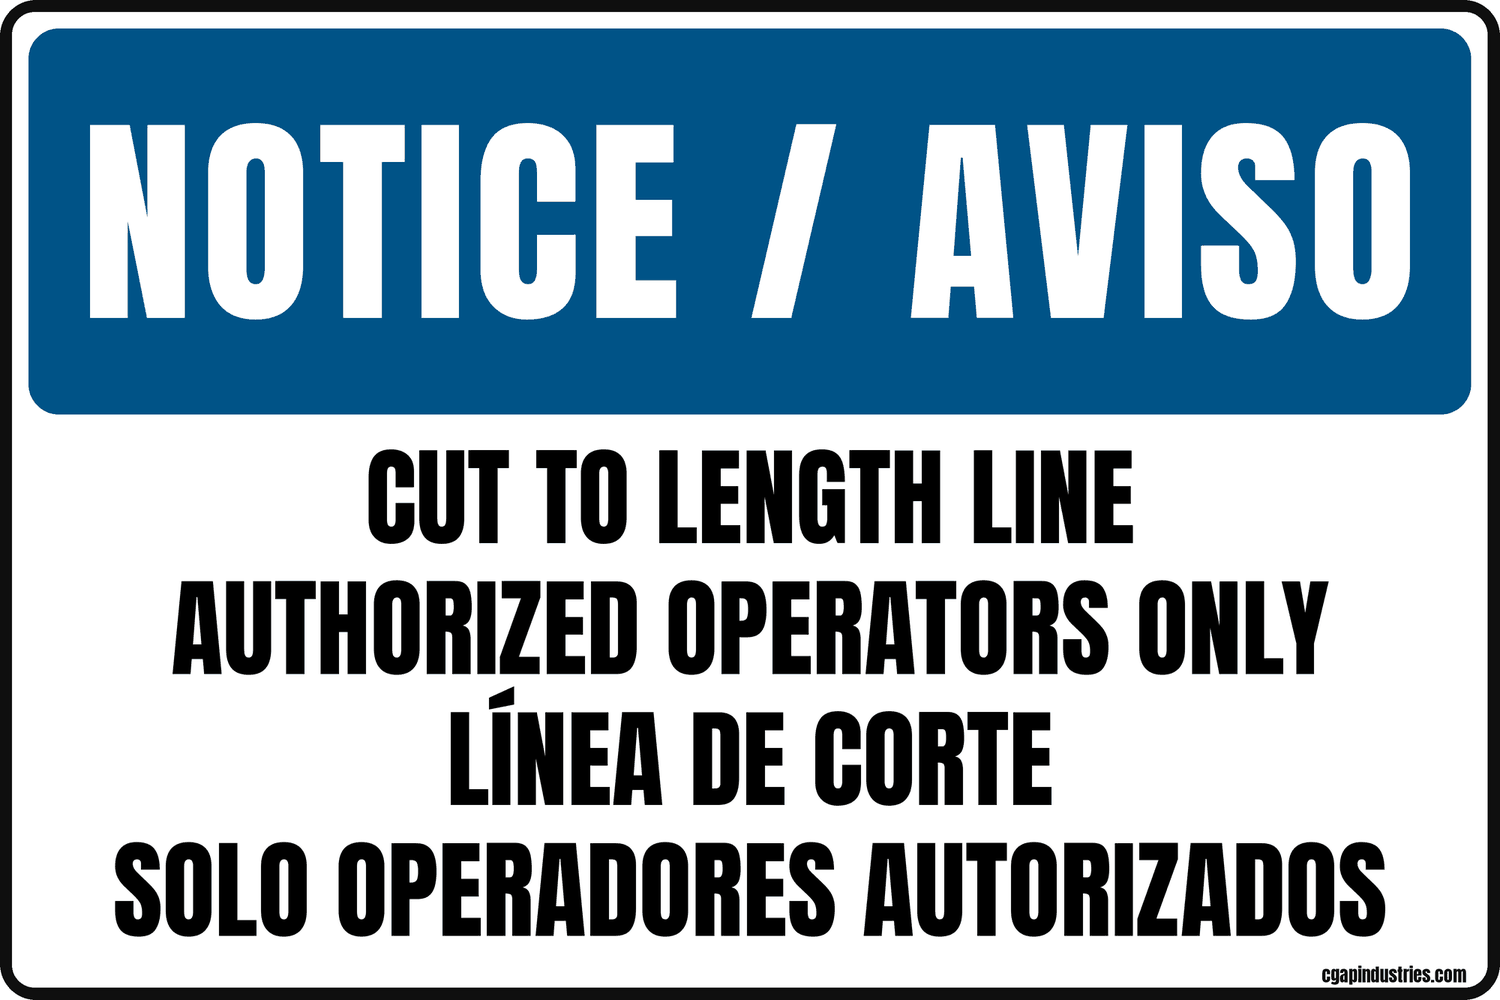 NOTICE / AVISO
CUT TO LENGTH LINE
AUTHORIZED OPERATORS ONLY
LÍNEA DE CORTE
SOLO OPERADORES AUTORIZADOS
cgapindustries.com